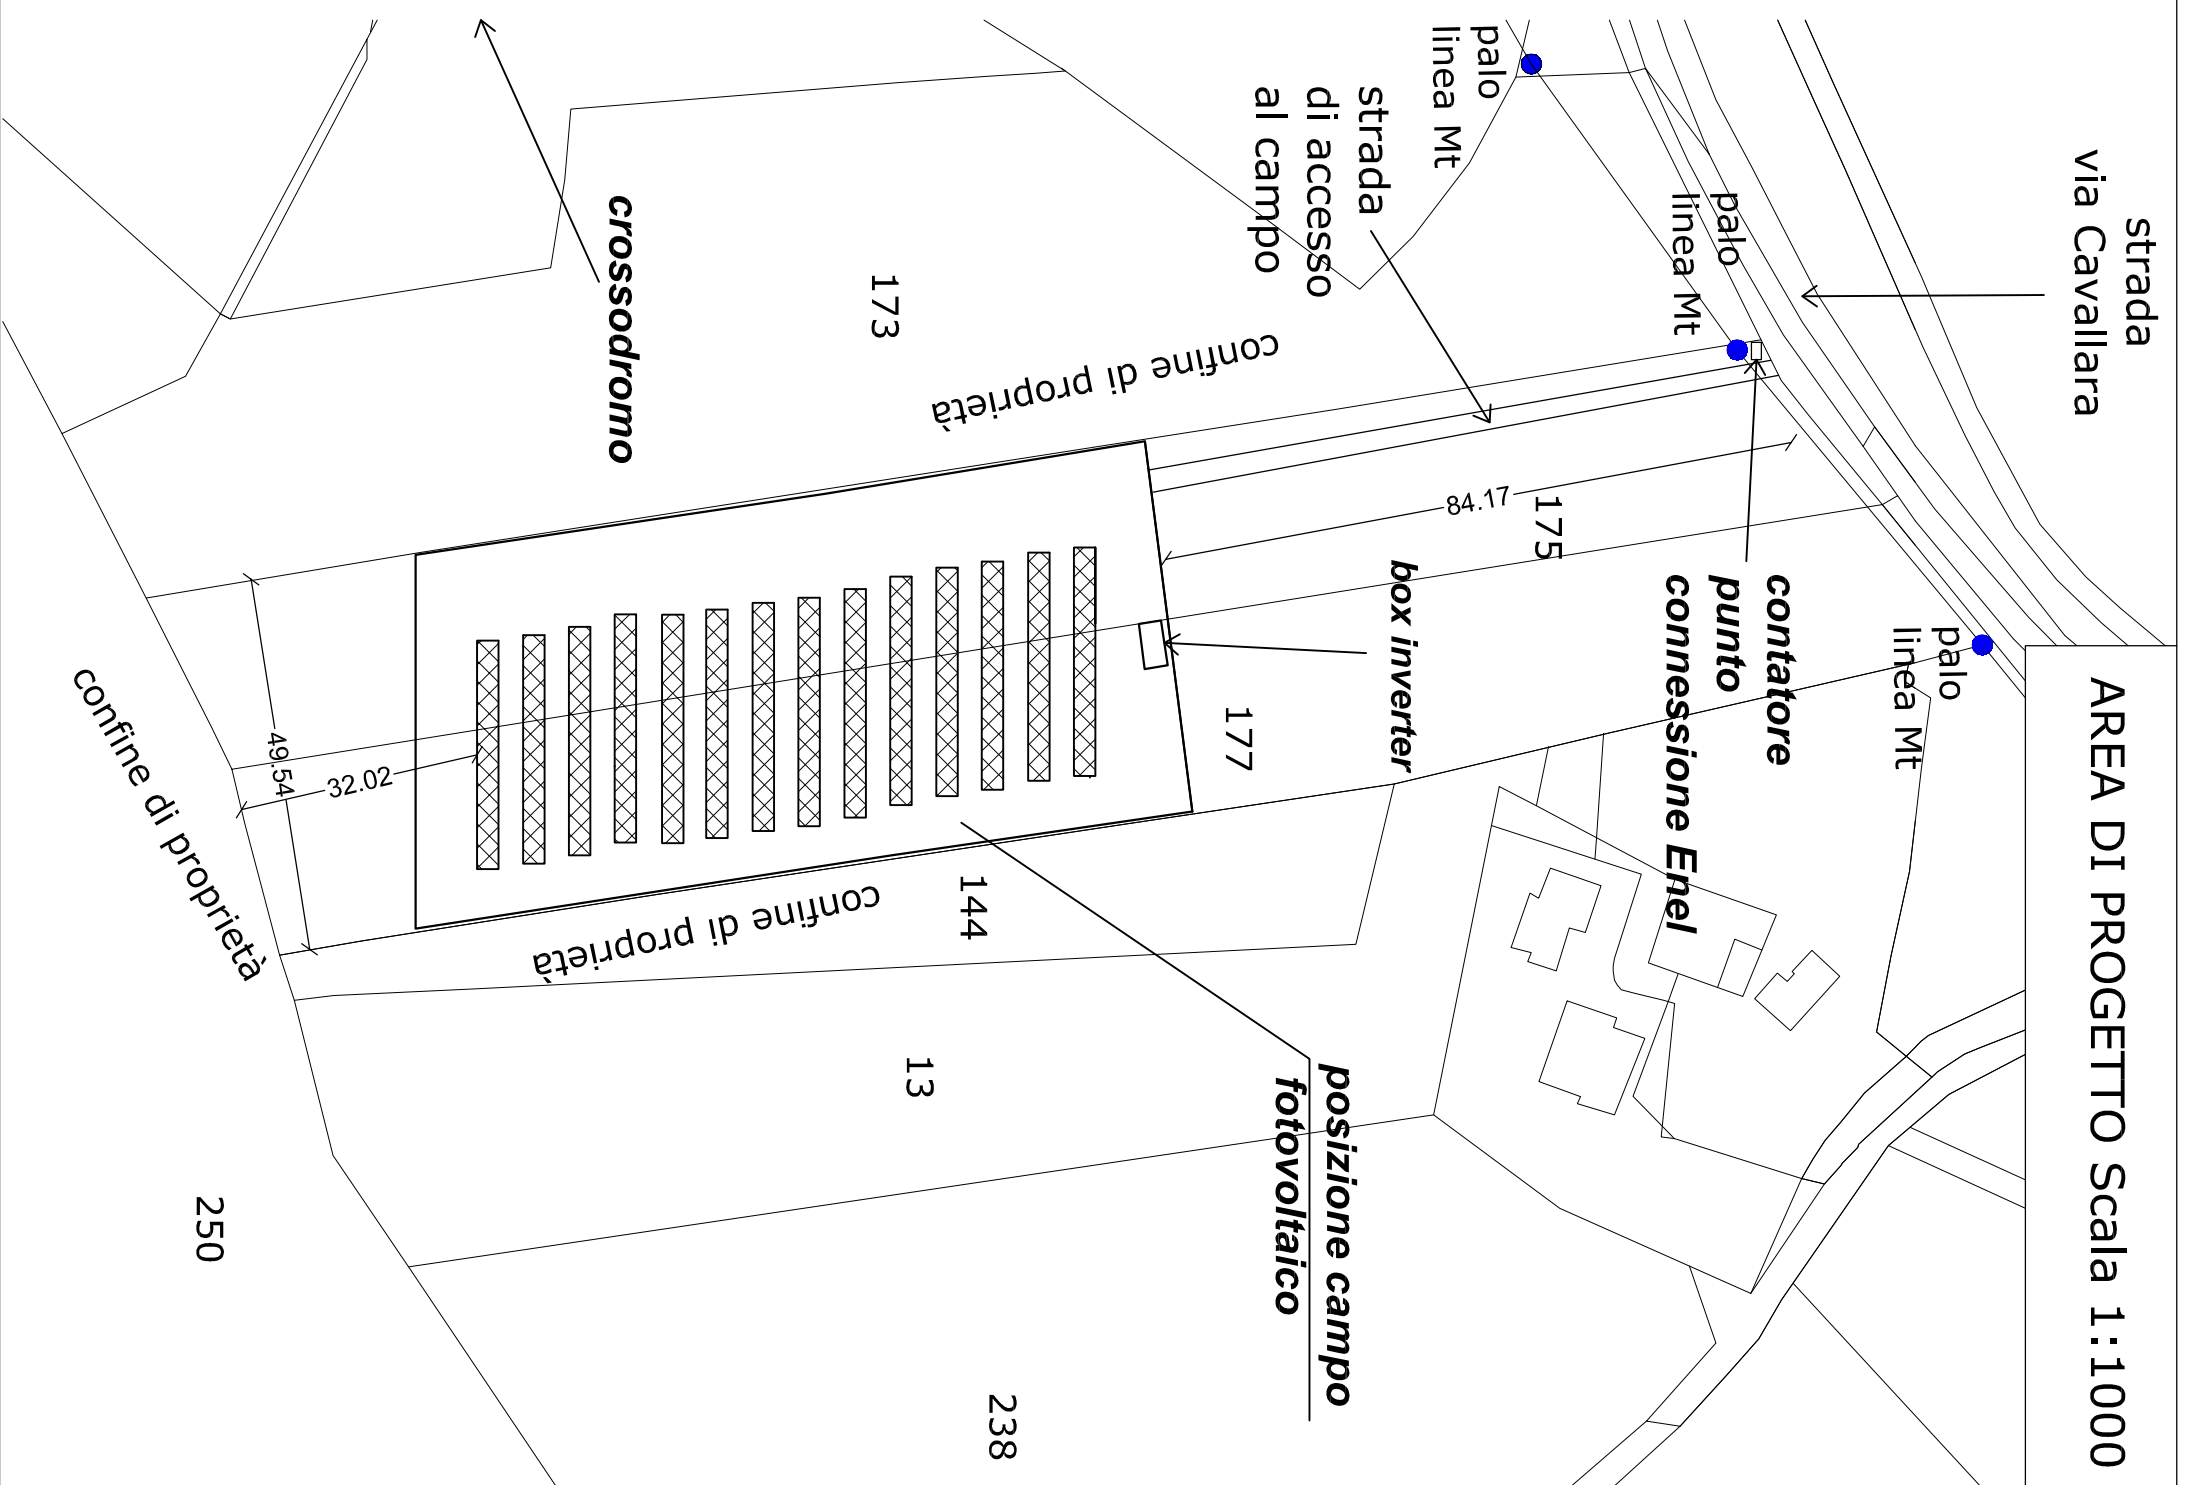 AREA DI PROGETTO Scala 1:1000
strada
via Cavallara
palo
linea Mt
palo
linea Mt
palo
linea Mt
strada
di accesso
al campo
contatore
punto
connessione Enel
box inverter
crossodromo
posizione campo
fotovoltaico
confine di proprietà
confine di proprietà
confine di proprietà
173
175
177
144
13
238
250
84.17
49.54
32.02